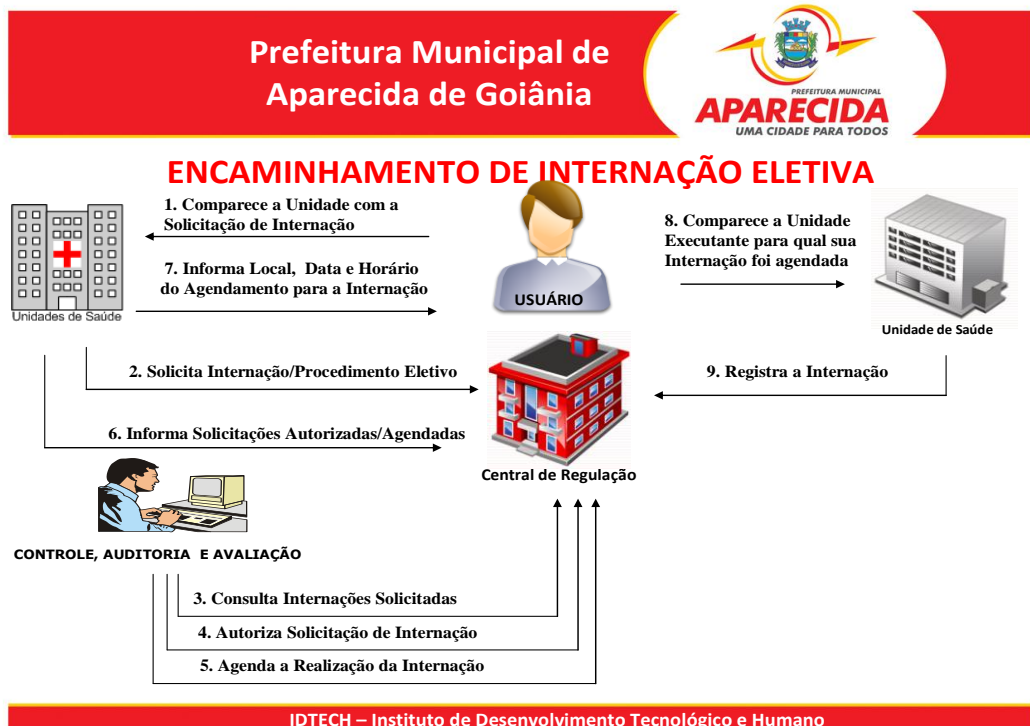 Prefeitura Municipal de
Aparecida de Goiânia
PREFEITURA MUNICIPAL
APARECIDA
UMA CIDADE PARA TODOS
ENCAMINHAMENTO DE INTERNAÇÃO ELETIVA
1. Comparece a Unidade com a
Solicitação de Internação
7. Informa Local, Data e Horário
do Agendamento para a Internação
USUÁRIO
8. Comparece a Unidade
Executante para qual sua
Internação foi agendada
Unidades de Saúde
Unidade de Saúde
2. Solicita Internação/Procedimento Eletivo
9. Registra a Internação
6. Informa Solicitações Autorizadas/Agendadas
Central de Regulação
CONTROLE, AUDITORIA E AVALIAÇÃO
3. Consulta Internações Solicitadas
4. Autoriza Solicitação de Internação
5. Agenda a Realização da Internação
IDTECH – Instituto de Desenvolvimento Tecnológico e Humano